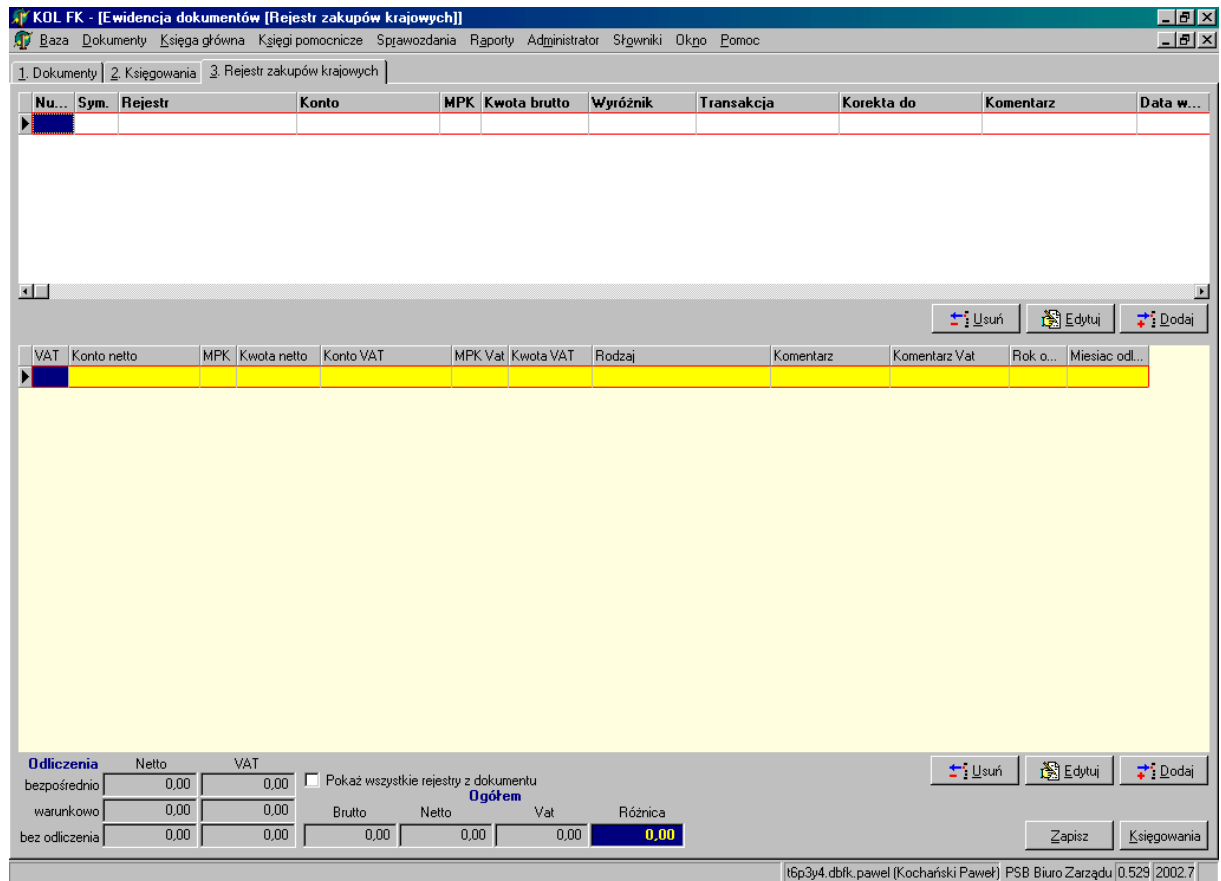 KOL FK - [Ewidencja dokumentów [Rejestr zakupów krajowych]]
Baza Dokumenty Księga główna Księgi pomocnicze Sprawozdania Raporty Administrator Słowniki Okno Pomoc
1. Dokumenty 2. Księgowania 3. Rejestr zakupów krajowych
Nu... Sym. Rejestr Konto MPK Kwota brutto Wyróżnik Transakcja Korekta do Komentarz Data w...
Usuń Edytuj Dodaj
VAT Konto netto MPK Kwota netto Konto VAT MPK Vat Kwota VAT Rodzaj Komentarz Komentarz Vat Rok o... Miesiac odl...
Odliczenia Netto VAT Usuń Edytuj Dodaj
bezpośrednio 0,00 0,00 Pokaż wszystkie rejestry z dokumentu
Ogółem
warunkowo 0,00 0,00 Brutto Netto Vat Różnica
bez odliczenia 0,00 0,00 0,00 0,00 0,00 0,00 Zapisz Księgowania
t6p3y4.dbfk.pawel (Kochański Paweł) PSB Biuro Zarządu 0.529 2002.7